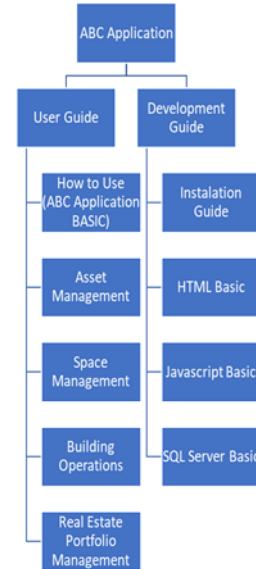 ABC Application
User Guide
Development
Guide
How to Use
(ABC Application
BASIC)
Instalation
Guide
Asset
Management
HTML Basic
Space
Management
Javascript Basic
Building
Operations
SQL Server Basic
Real Estate
Portfolio
Management